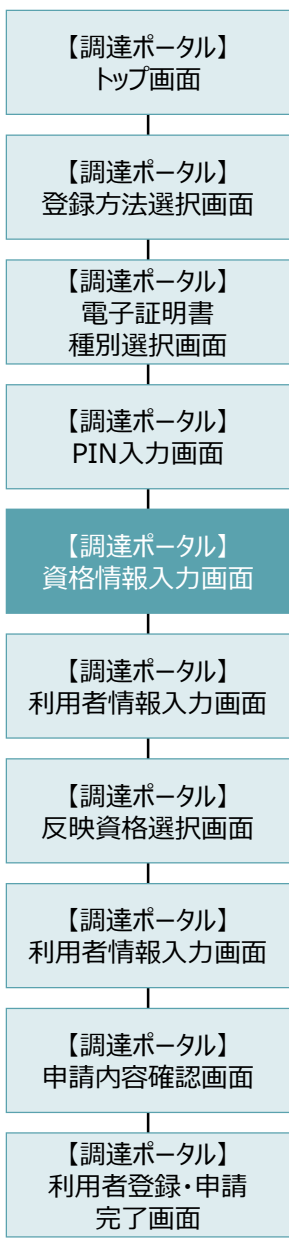 【調達ポータル】
トップ画面
【調達ポータル】
登録方法選択画面
【調達ポータル】
電子証明書
種別選択画面
【調達ポータル】
PIN入力画面
【調達ポータル】
資格情報入力画面
【調達ポータル】
利用者情報入力画面
【調達ポータル】
反映資格選択画面
【調達ポータル】
利用者情報入力画面
【調達ポータル】
申請内容確認画面
【調達ポータル】
利用者登録・申請
完了画面